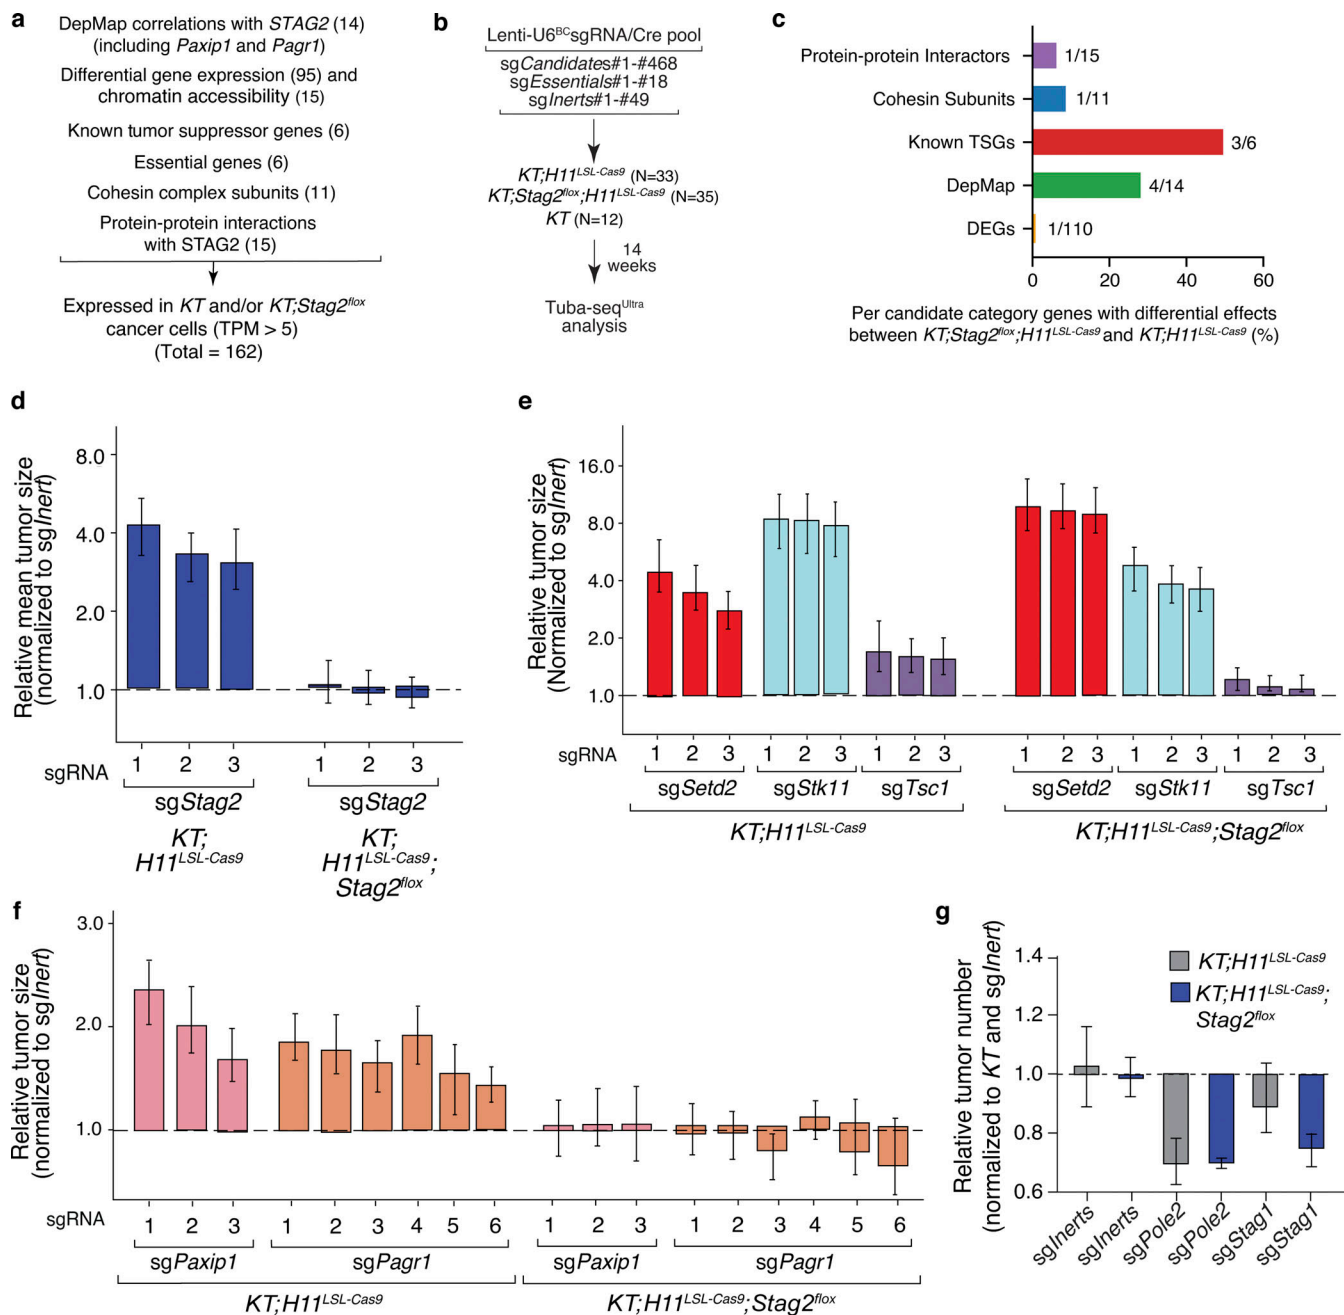 a
DepMap correlations with STAG2 (14)
(including Paxip1 and Pagr1)
Differential gene expression (95) and
chromatin accessibility (15)
Known tumor suppressor genes (6)
Essential genes (6)
Cohesin complex subunits (11)
Protein-protein interactions
with STAG2 (15)
Expressed in KT and/or KT;Stag2flox
cancer cells (TPM > 5)
(Total = 162)
b
Lenti-U6BCsgRNA/Cre pool
sgCandidates#1-#468
sgEssentials#1-#18
sgInerts#1-#49
KT;H11LSL-Cas9 (N=33)
KT;Stag2flox;H11LSL-Cas9 (N=35)
KT (N=12)
14
weeks
Tuba-seqUltra
analysis
c
Protein-protein Interactors
1/15
Cohesin Subunits
1/11
Known TSGs
3/6
DepMap
4/14
DEGs
1/110
0 20 40 60
Per candidate category genes with differential effects
between KT;Stag2flox;H11LSL-Cas9 and KT;H11LSL-Cas9 (%)
d
Relative mean tumor size
(normalized to sgInert)
8.0
4.0
2.0
1.0
sgRNA 1 2 3 1 2 3
sgStag2 sgStag2
KT;
H11LSL-Cas9
KT;
H11LSL-Cas9;
Stag2flox
e
Relative tumor size
(Normalized to sgInert)
16.0
8.0
4.0
2.0
1.0
sgRNA 1 2 3 1 2 3 1 2 3 1 2 3 1 2 3 1 2 3
sgSetd2 sgStk11 sgTsc1 sgSetd2 sgStk11 sgTsc1
KT;H11LSL-Cas9 KT;H11LSL-Cas9;Stag2flox
f
Relative tumor size
(normalized to sgInert)
3.0
2.0
1.0
sgRNA 1 2 3 1 2 3 4 5 6 1 2 3 1 2 3 4 5 6
sgPaxip1 sgPagr1 sgPaxip1 sgPagr1
KT;H11LSL-Cas9 KT;H11LSL-Cas9;Stag2flox
g
Relative tumor number
(normalized to KT and sgInert)
1.4
1.2
1.0
0.8
0.6
KT;H11LSL-Cas9
KT;H11LSL-Cas9;
Stag2flox
sgInerts sgInerts sgPole2 sgPole2 sgStag1 sgStag1